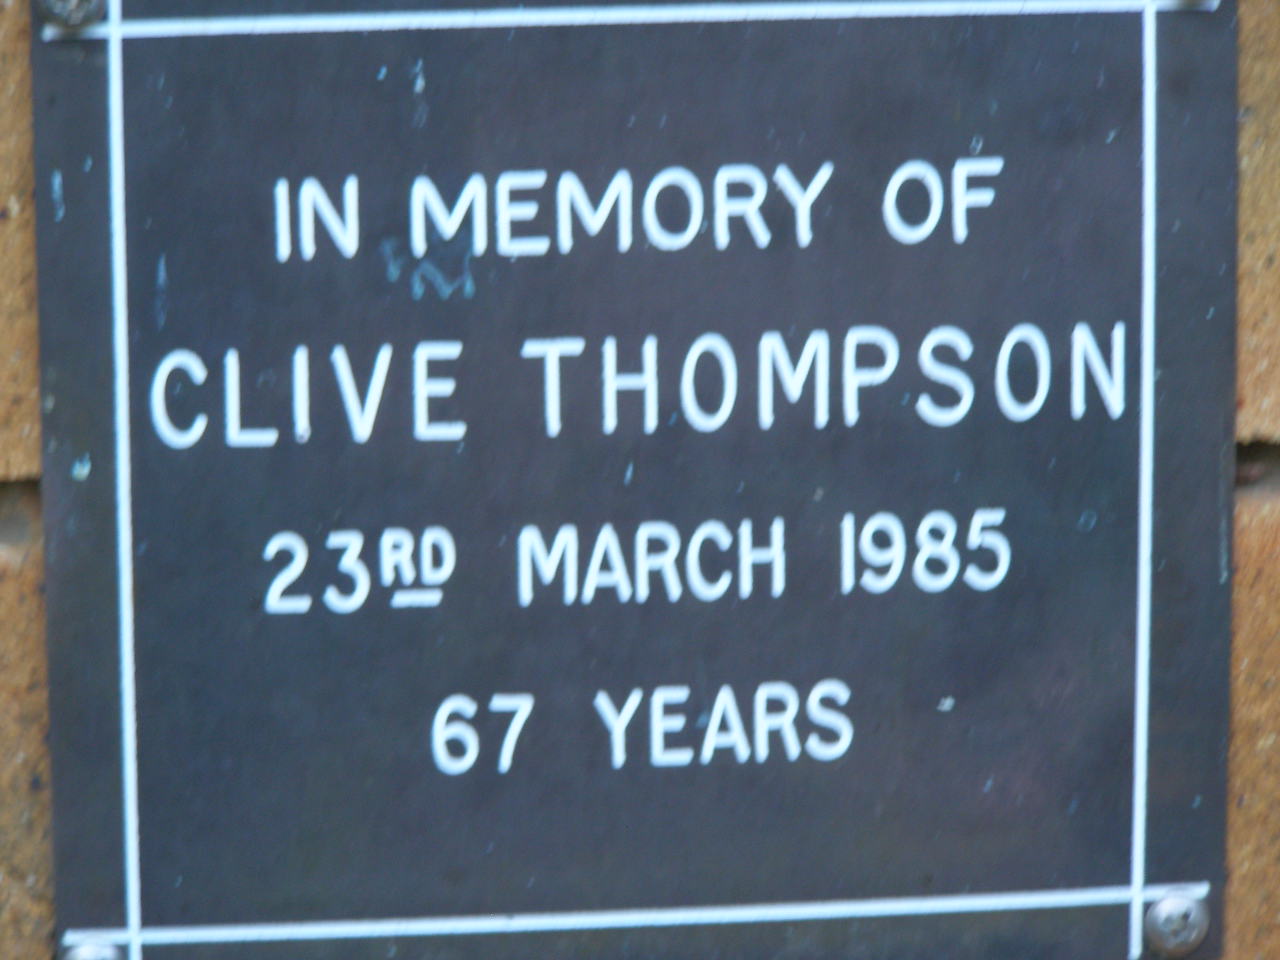 IN MEMORY OF
CLIVE THOMPSON
23RD MARCH 1985
67 YEARS